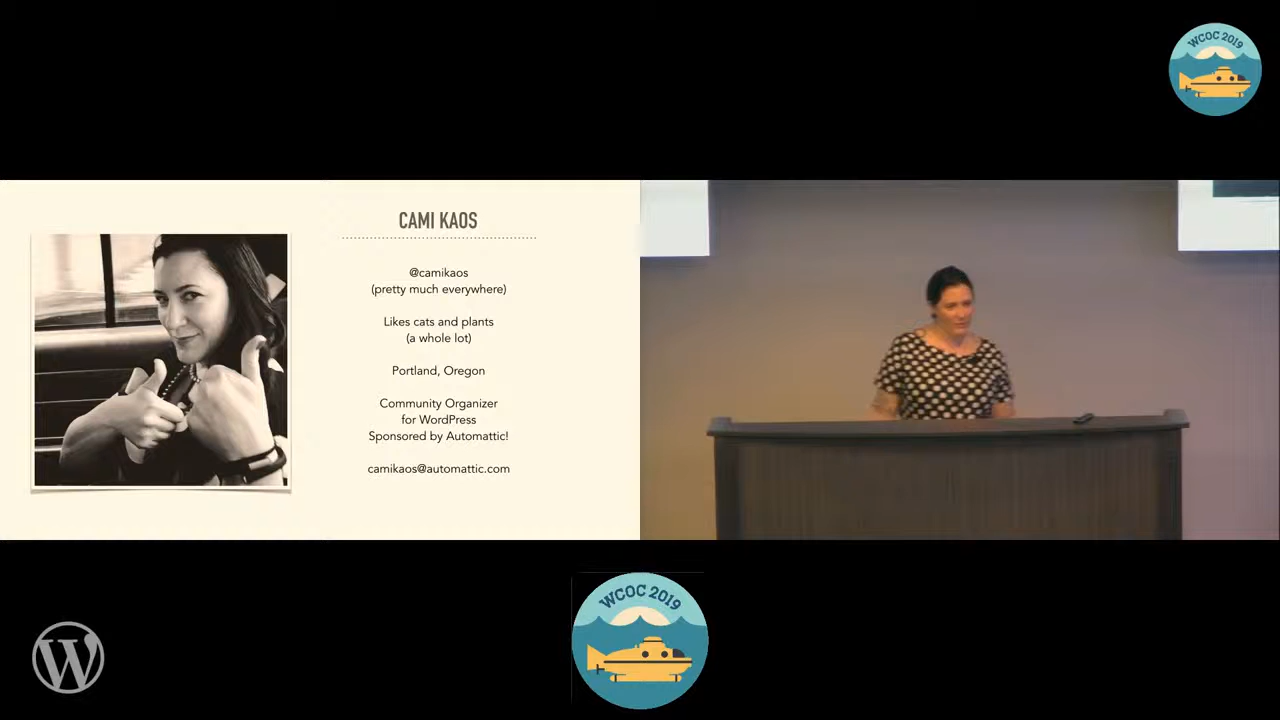 WCOC 2019
CAMI KAOS
@camikaos
(pretty much everywhere)
Likes cats and plants
(a whole lot)
Portland, Oregon
Community Organizer
for WordPress
Sponsored by Automattic!
camikaos@automattic.com
WCOC 2019
W